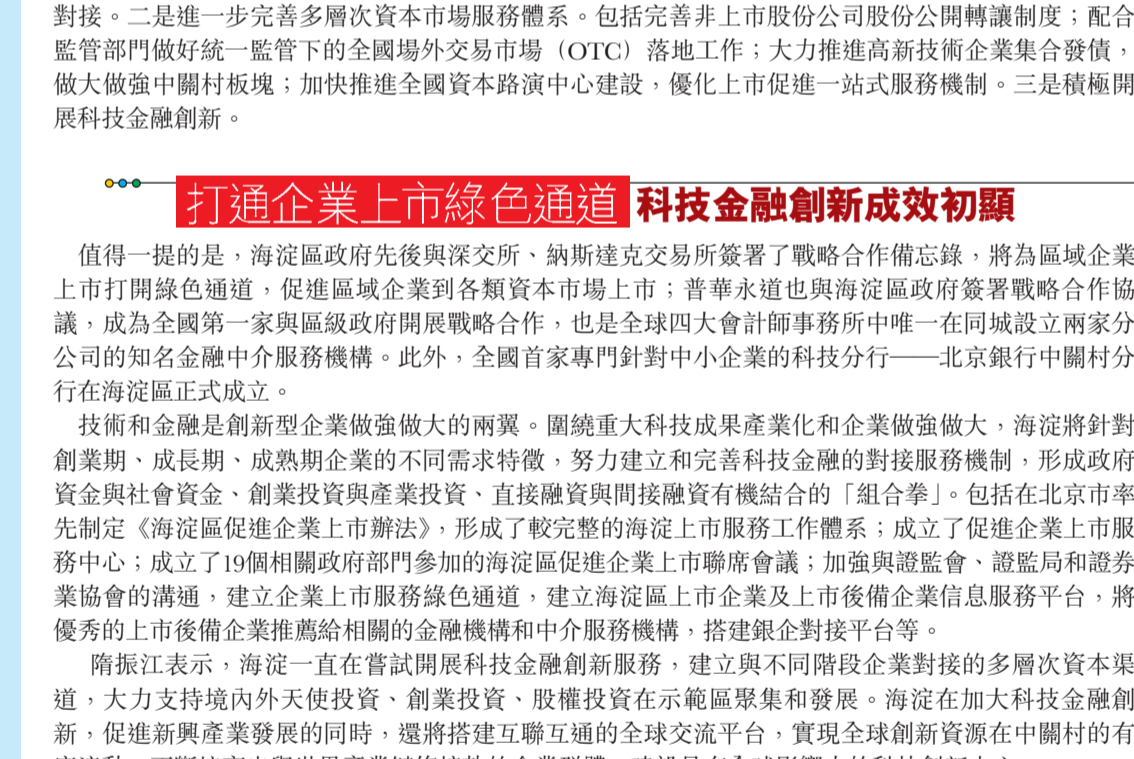 對接。二是進一步完善多層次資本市場服務體系。包括完善非上市股份公司股份公開轉讓制度；配合
監管部門做好統一監管下的全國場外交易市場（OTC）落地工作；大力推進高新技術企業集合發債，
做大做強中關村板塊；加快推進全國資本路演中心建設，優化上市促進一站式服務機制。三是積極開
展科技金融創新。
打通企業上市綠色通道 科技金融創新成效初顯
值得一提的是，海淀區政府先後與深交所、納斯達克交易所簽署了戰略合作備忘錄，將為區域企業
上市打開綠色通道，促進區域企業到各類資本市場上市；普華永道也與海淀區政府簽署戰略合作協
議，成為全國第一家與區級政府開展戰略合作，也是全球四大會計師事務所中唯一在同城設立兩家分
公司的知名金融中介服務機構。此外，全國首家專門針對中小企業的科技分行——北京銀行中關村分
行在海淀區正式成立。
技術和金融是創新型企業做強做大的兩翼。圍繞重大科技成果產業化和企業做強做大，海淀將針對
創業期、成長期、成熟期企業的不同需求特徵，努力建立和完善科技金融的對接服務機制，形成政府
資金與社會資金、創業投資與產業投資、直接融資與間接融資有機結合的「組合拳」。包括在北京市率
先制定《海淀區促進企業上市辦法》，形成了較完整的海淀上市服務工作體系；成立了促進企業上市服
務中心；成立了19個相關政府部門參加的海淀區促進企業上市聯席會議；加強與證監會、證監局和證券
業協會的溝通，建立企業上市服務綠色通道，建立海淀區上市企業及上市後備企業信息服務平台，將
優秀的上市後備企業推薦給相關的金融機構和中介服務機構，搭建銀企對接平台等。
隋振江表示，海淀一直在嘗試開展科技金融創新服務，建立與不同階段企業對接的多層次資本渠
道，大力支持境內外天使投資、創業投資、股權投資在示範區聚集和發展。海淀在加大科技金融創
新，促進新興產業發展的同時，還將搭建互聯互通的全球交流平台，實現全球創新資源在中關村的有